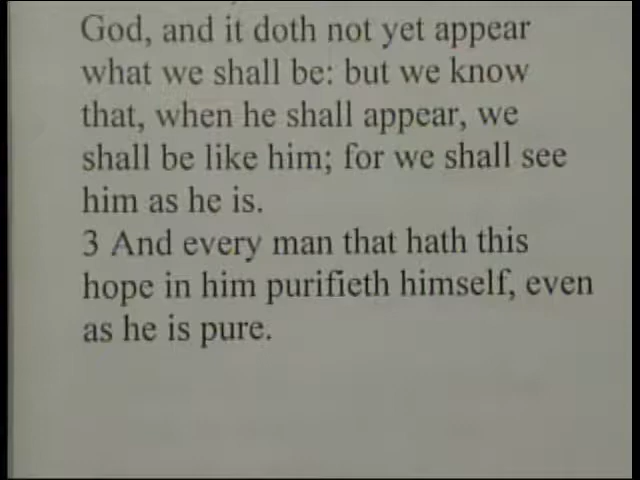 God, and it doth not yet appear
what we shall be: but we know
that, when he shall appear, we
shall be like him; for we shall see
him as he is.
3 And every man that hath this
hope in him purifieth himself, even
as he is pure.